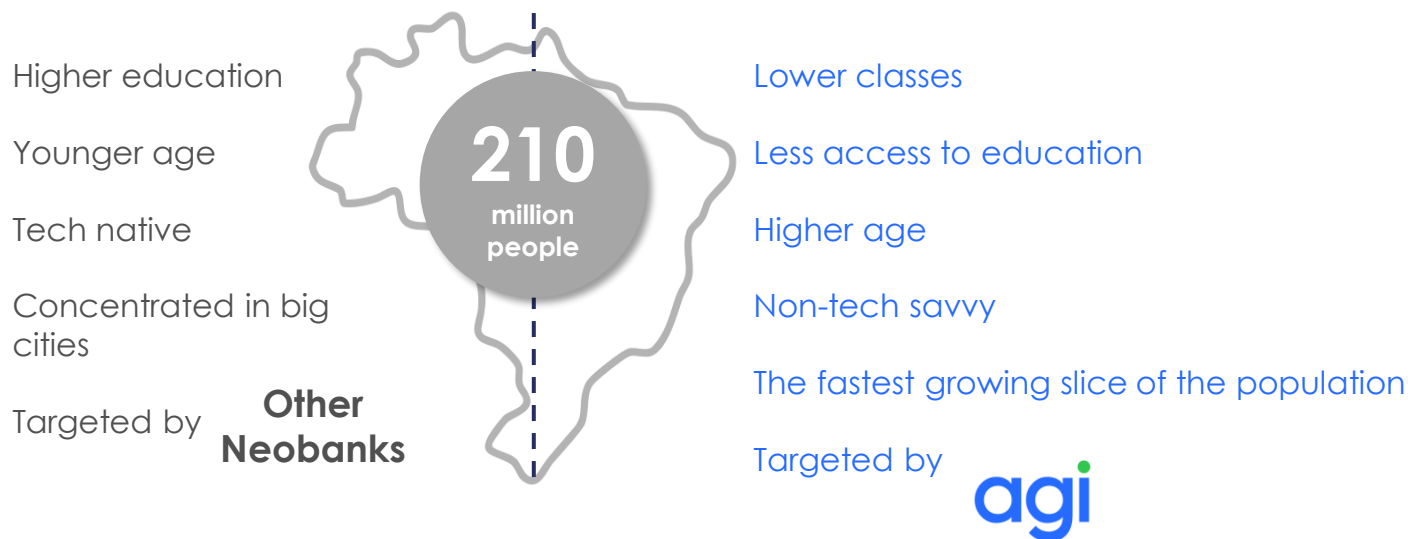 Higher education
Younger age
Tech native
Concentrated in big
cities
Targeted by
Other
Neobanks
210
million
people
Lower classes
Less access to education
Higher age
Non-tech savvy
The fastest growing slice of the population
Targeted by
agi